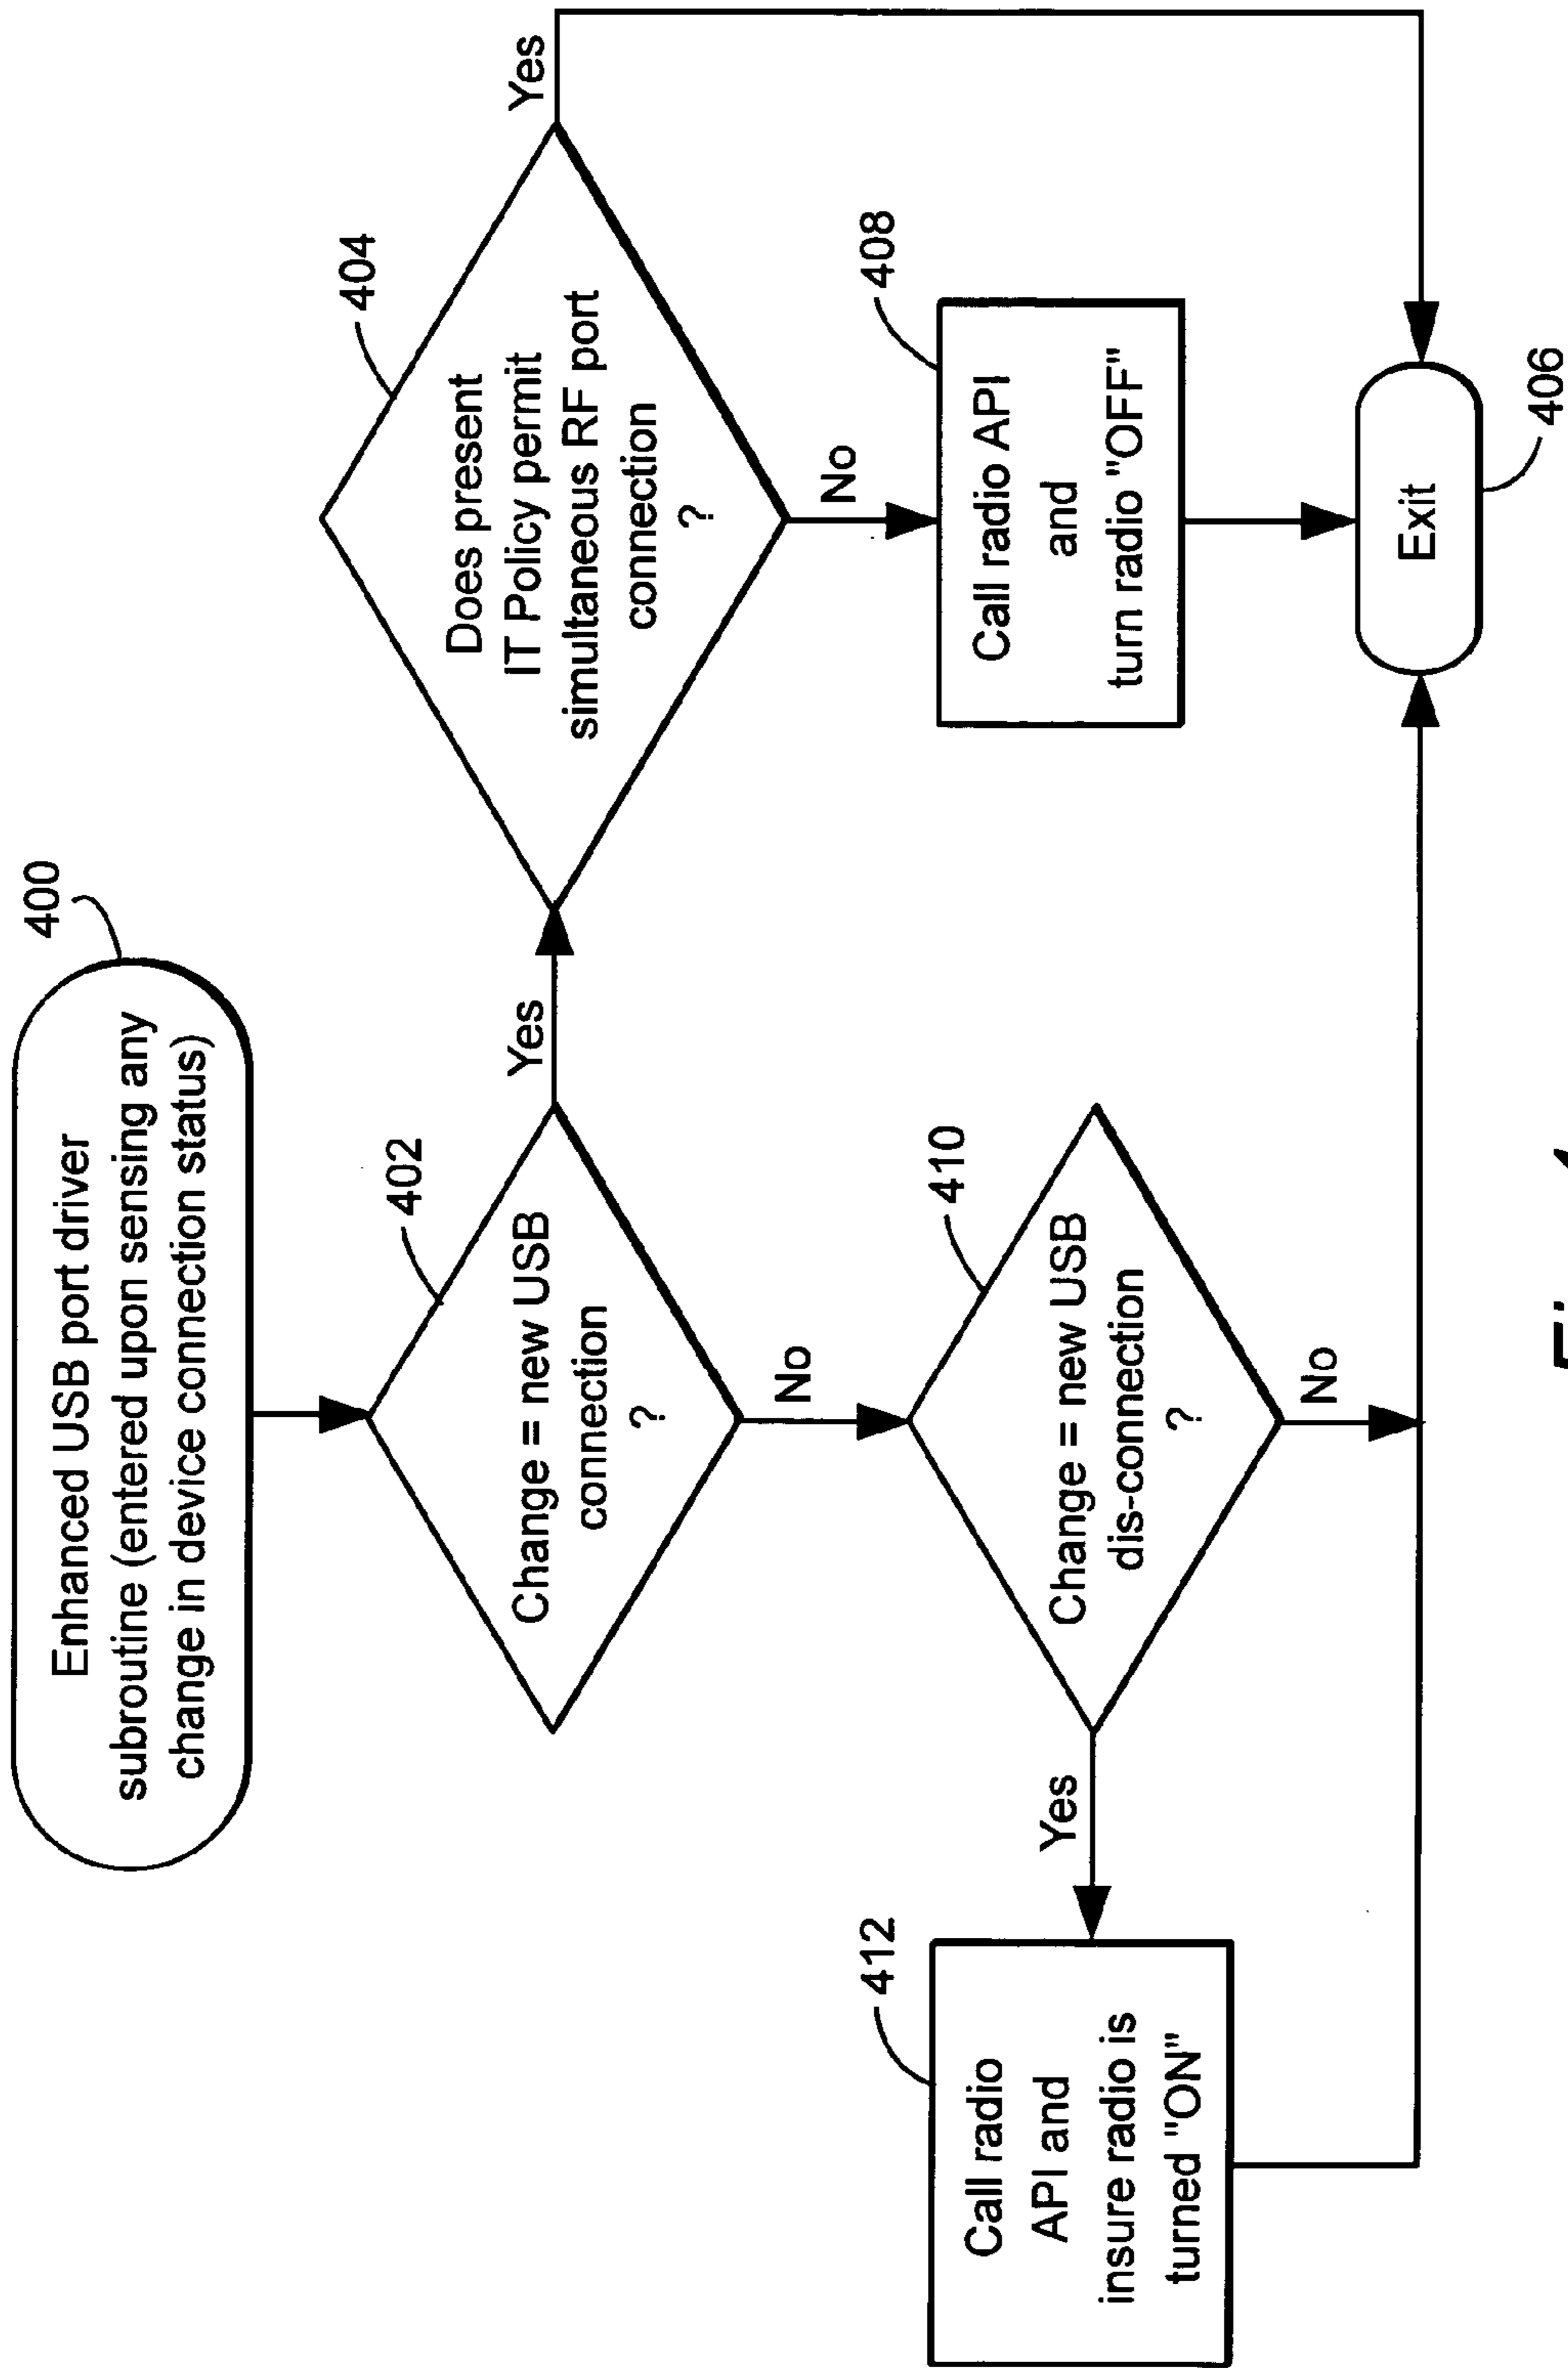 400
Enhanced USB port driver
subroutine (entered upon sensing any
change in device connection status)
402
Change = new USB
connection
?
Yes
No
404
Does present
IT Policy permit
simultaneous RF port
connection
?
Yes
No
408
Call radio API
and
turn radio "OFF"
410
Change = new USB
dis-connection
?
Yes
No
412
Call radio
API and
insure radio is
turned "ON"
Exit
406